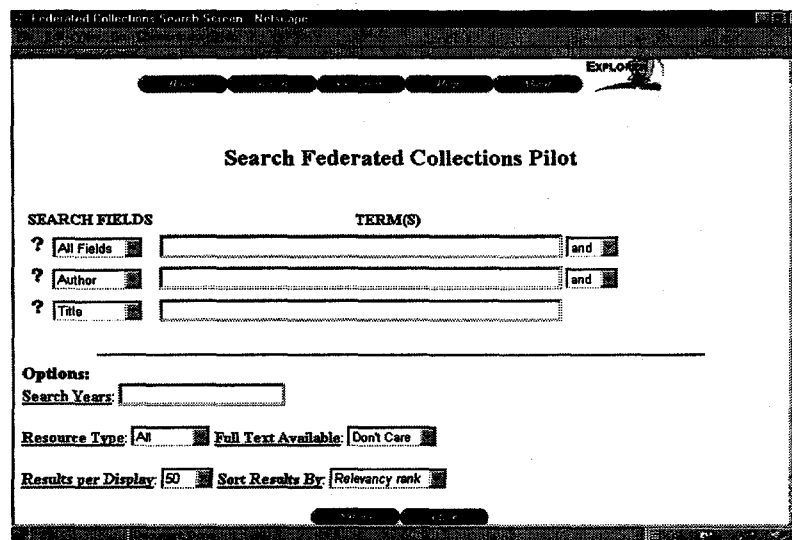 Federated Collections Search Screen - Netscape
EXPLORER
Search Federated Collections Pilot
SEARCH FIELDS TERM(S)
? All Fields and
? Author and
? Title
Options:
Search Years:
Resource Type: All Full Text Available: Don't Care
Results per Display: 50 Sort Results By: Relevancy rank